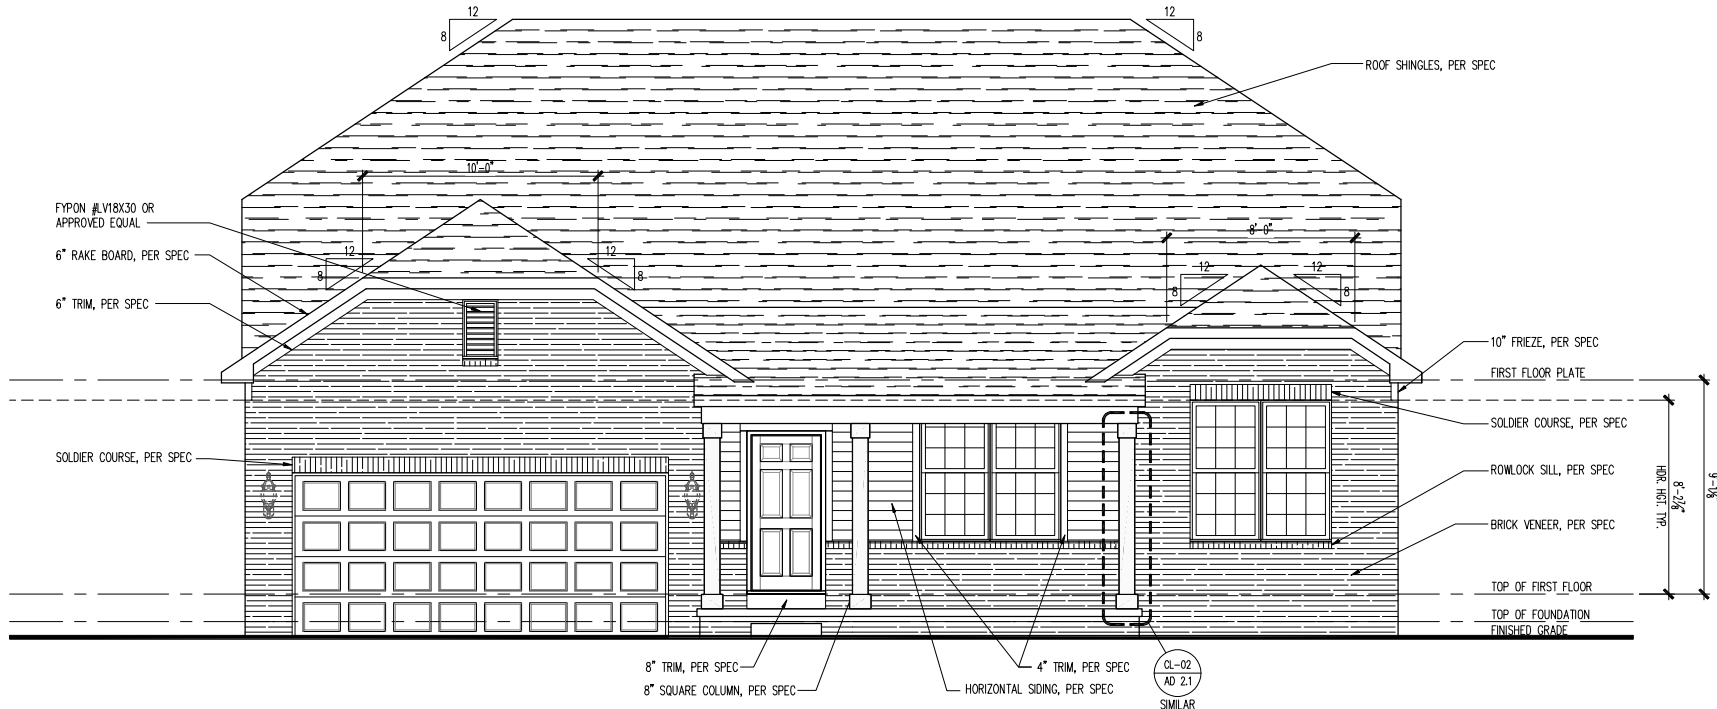 12
8
12
8
ROOF SHINGLES, PER SPEC
10'-0"
FYPON #LV18X30 OR
APPROVED EQUAL
6" RAKE BOARD, PER SPEC
6" TRIM, PER SPEC
12
8
12
8
8'-0"
12
8
12
8
10" FRIEZE, PER SPEC
FIRST FLOOR PLATE
SOLDIER COURSE, PER SPEC
SOLDIER COURSE, PER SPEC
ROWLOCK SILL, PER SPEC
8'-2⅞"
HDR. HGT. TYP.
9'-1⅛
BRICK VENEER, PER SPEC
TOP OF FIRST FLOOR
TOP OF FOUNDATION
FINISHED GRADE
8" TRIM, PER SPEC
8" SQUARE COLUMN, PER SPEC
4" TRIM, PER SPEC
HORIZONTAL SIDING, PER SPEC
CL-02
AD 2.1
SIMILAR